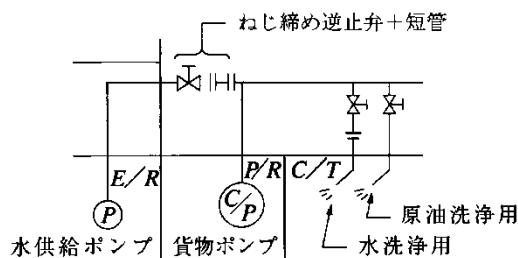 ねじ締め逆止弁+短管
E/R
P/R
C/T
P
C/P
原油洗浄用
水供給ポンプ
貨物ポンプ
水洗浄用